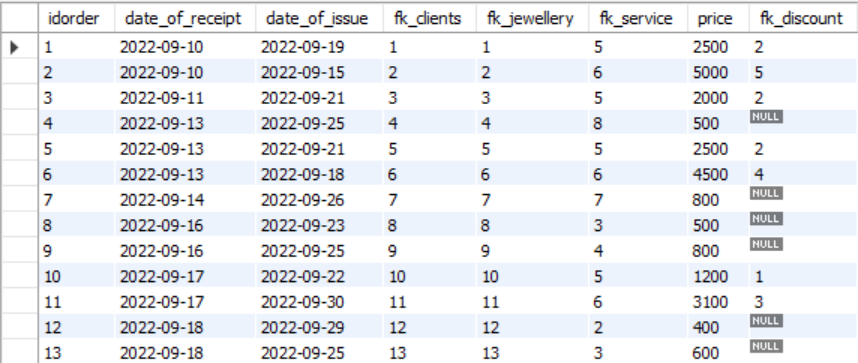 idorder date_of_receipt date_of_issue fk_clients fk_jewellery fk_service price fk_discount
1 2022-09-10 2022-09-19 1 1 5 2500 2
2 2022-09-10 2022-09-15 2 2 6 5000 5
3 2022-09-11 2022-09-21 3 3 5 2000 2
4 2022-09-13 2022-09-25 4 4 8 500 NULL
5 2022-09-13 2022-09-21 5 5 5 2500 2
6 2022-09-13 2022-09-18 6 6 6 4500 4
7 2022-09-14 2022-09-26 7 7 7 800 NULL
8 2022-09-16 2022-09-23 8 8 3 500 NULL
9 2022-09-16 2022-09-25 9 9 4 800 NULL
10 2022-09-17 2022-09-22 10 10 5 1200 1
11 2022-09-17 2022-09-30 11 11 6 3100 3
12 2022-09-18 2022-09-29 12 12 2 400 NULL
13 2022-09-18 2022-09-25 13 13 3 600 NULL